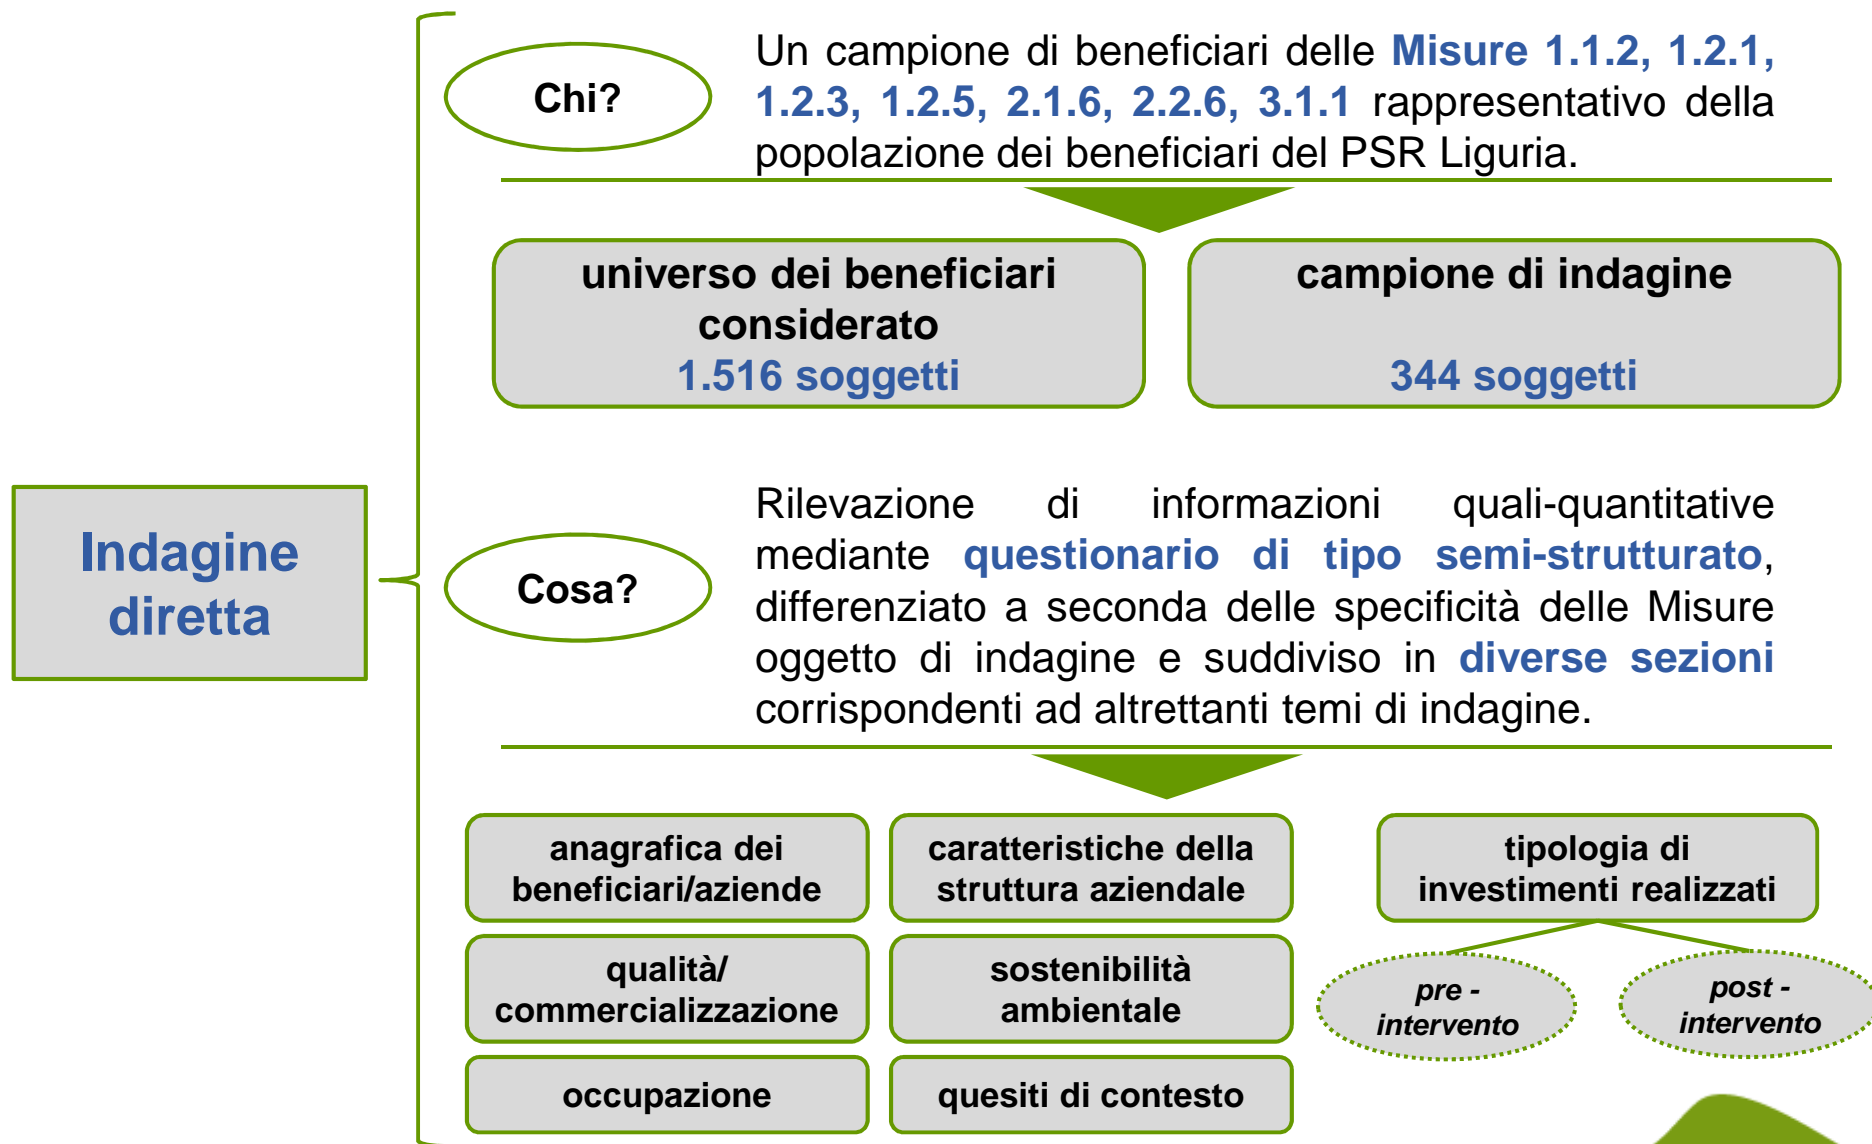 Chi?
Un campione di beneficiari delle Misure 1.1.2, 1.2.1,
1.2.3, 1.2.5, 2.1.6, 2.2.6, 3.1.1 rappresentativo della
popolazione dei beneficiari del PSR Liguria.
universo dei beneficiari
considerato
1.516 soggetti
campione di indagine
344 soggetti
Indagine
diretta
Cosa?
Rilevazione di informazioni quali-quantitative
mediante questionario di tipo semi-strutturato,
differenziato a seconda delle specificità delle Misure
oggetto di indagine e suddiviso in diverse sezioni
corrispondenti ad altrettanti temi di indagine.
anagrafica dei
beneficiari/aziende
caratteristiche della
struttura aziendale
tipologia di
investimenti realizzati
qualità/
commercializzazione
sostenibilità
ambientale
pre -
intervento
post -
intervento
occupazione
quesiti di contesto